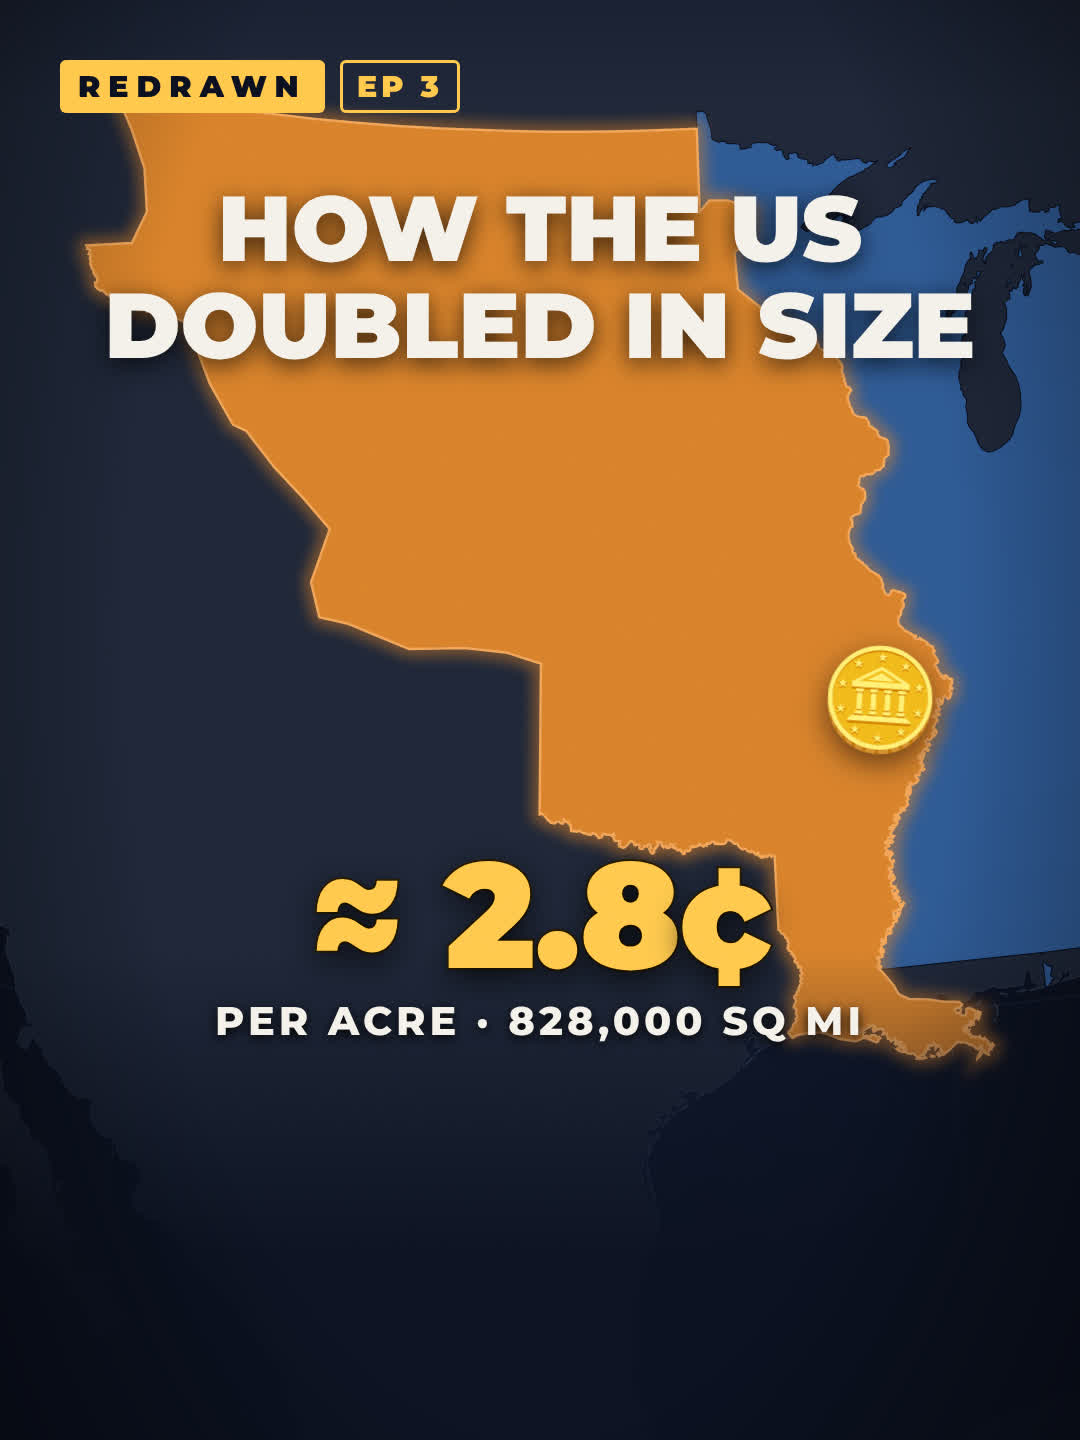 REDRAWN EP 3
HOW THE US
DOUBLED IN SIZE
≈ 2.8¢
PER ACRE • 828,000 SQ MI